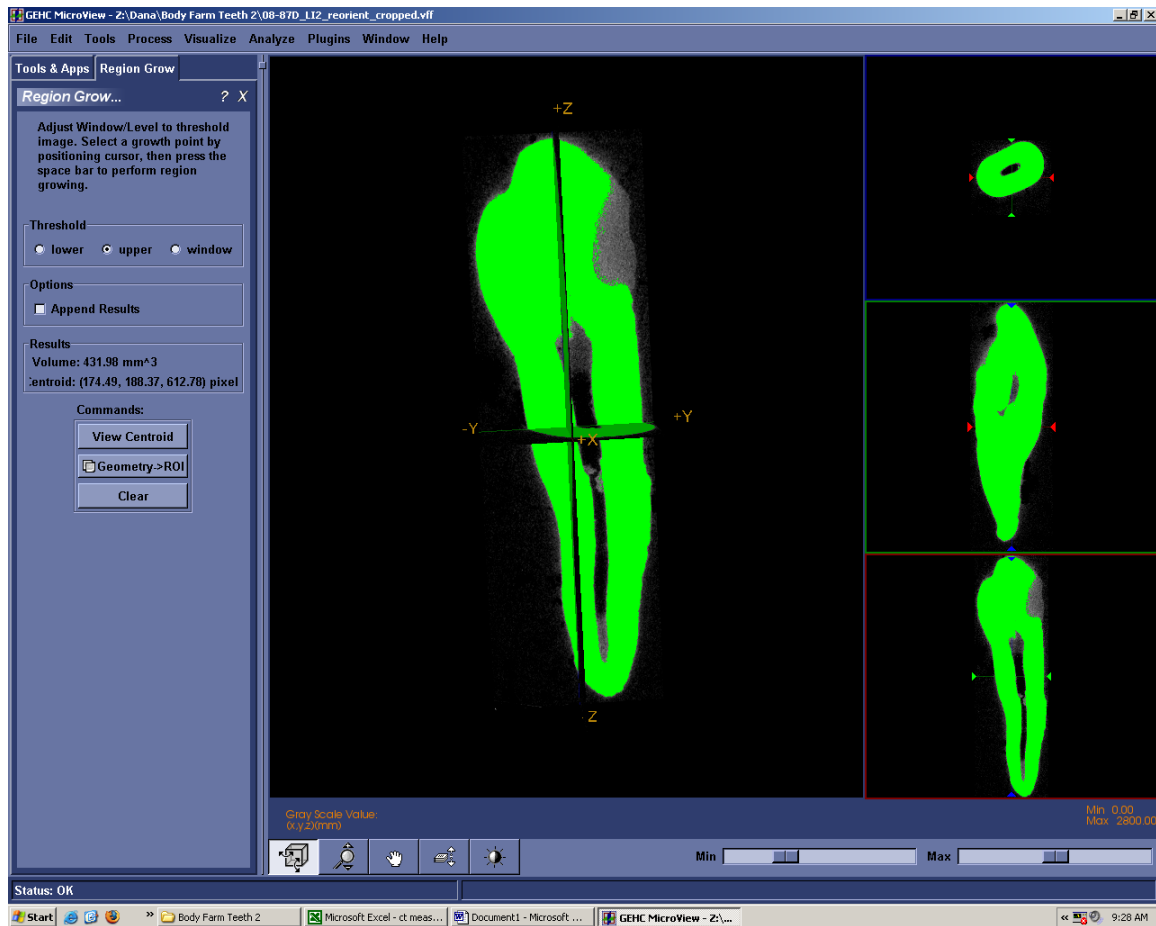 GEHC MicroView - Z:\Dana\Body Farm Teeth 2\08-87D_LI2_reorient_cropped.vff
File Edit Tools Process Visualize Analyze Plugins Window Help
Tools & Apps Region Grow
Region Grow... ? X
Adjust Window/Level to threshold
image. Select a growth point by
positioning cursor, then press the
space bar to perform region
growing.
Threshold
lower upper window
Options
Append Results
Results
Volume: 431.98 mm^3
:entroid: (174.49, 188.37, 612.78) pixel
Commands:
View Centroid
Geometry->ROI
Clear
+Z
-Y
+X
+Y
Z
Gray Scale Value:
(x,y,z)(mm)
Min 0.00
Max 2800.00
Min
Max
Status: OK
Start » Body Farm Teeth 2 Microsoft Excel - ct meas... Document1 - Microsoft ... GEHC MicroView - Z:\... « 9:28 AM